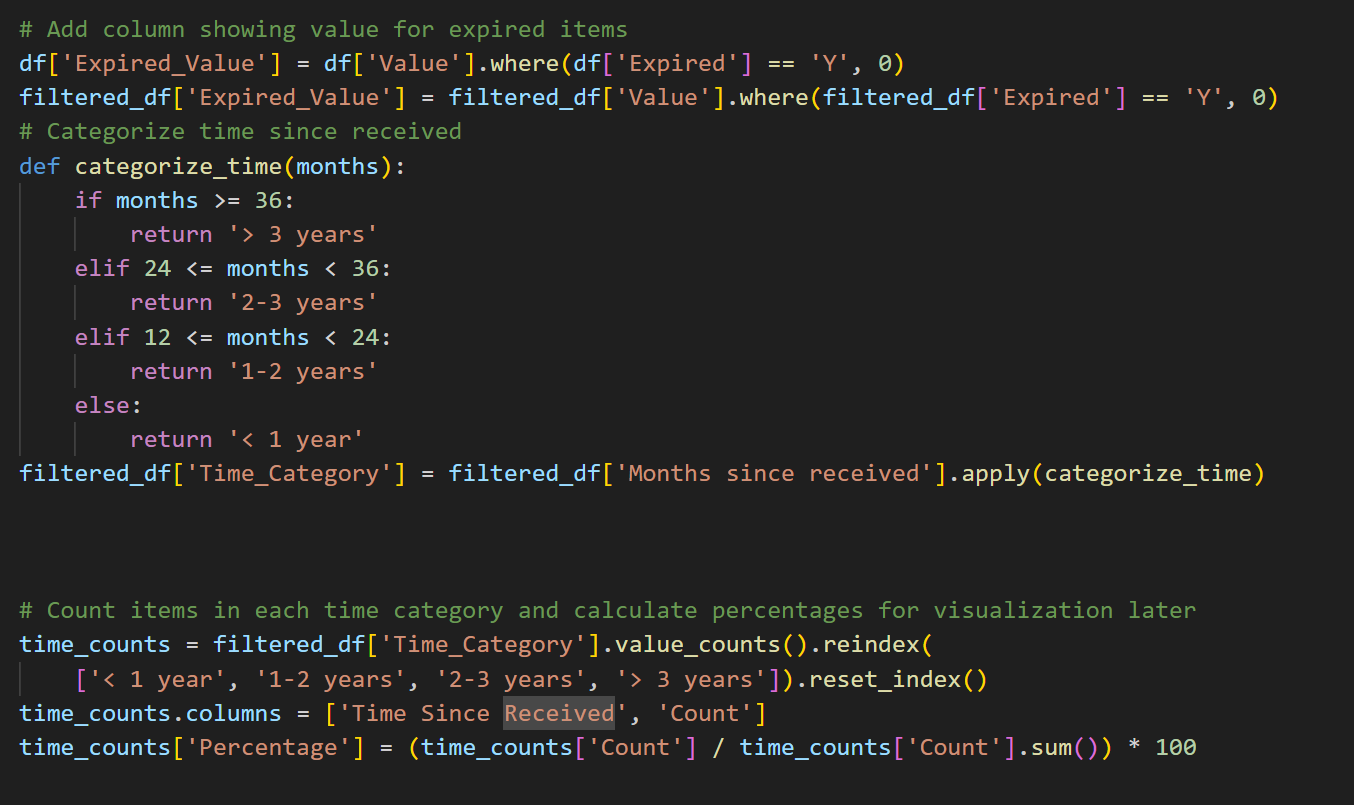 # Add column showing value for expired items
df['Expired_Value'] = df['Value'].where(df['Expired'] == 'Y', 0)
filtered_df['Expired_Value'] = filtered_df['Value'].where(filtered_df['Expired'] == 'Y', 0)
# Categorize time since received
def categorize_time(months):
    if months >= 36:
        return '> 3 years'
    elif 24 <= months < 36:
        return '2-3 years'
    elif 12 <= months < 24:
        return '1-2 years'
    else:
        return '< 1 year'
filtered_df['Time_Category'] = filtered_df['Months since received'].apply(categorize_time)
# Count items in each time category and calculate percentages for visualization later
time_counts = filtered_df['Time_Category'].value_counts().reindex(
    ['< 1 year', '1-2 years', '2-3 years', '> 3 years']).reset_index()
time_counts.columns = ['Time Since Received', 'Count']
time_counts['Percentage'] = (time_counts['Count'] / time_counts['Count'].sum()) * 100